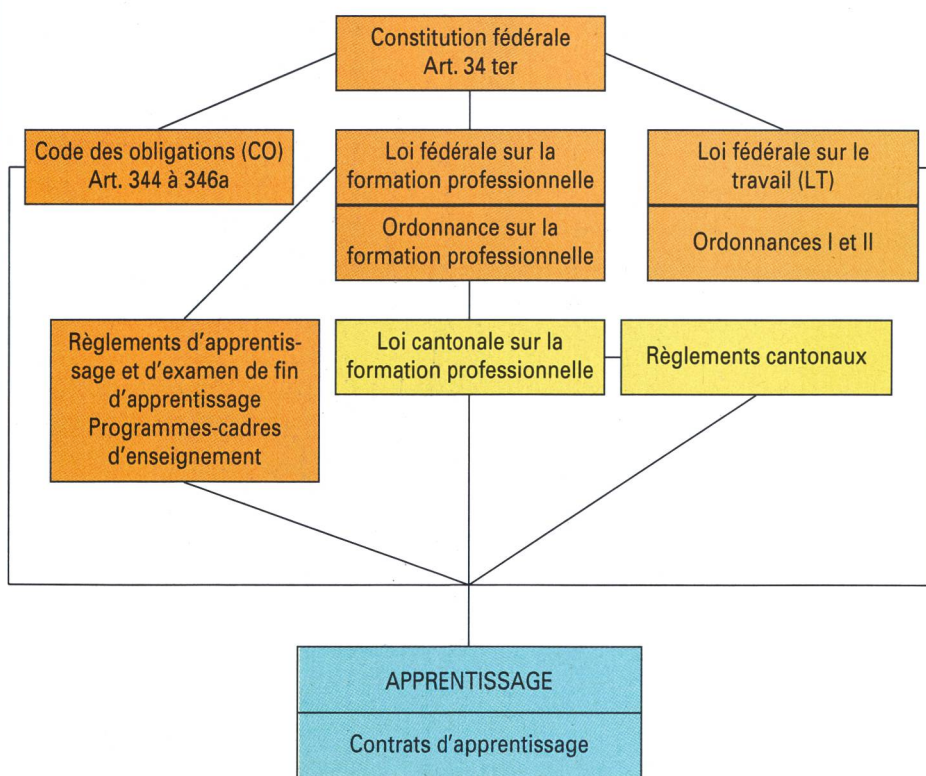 Constitution fédérale
Art. 34 ter
Code des obligations (CO)
Art. 344 à 346a
Loi fédérale sur la
formation professionnelle
Ordonnance sur la
formation professionnelle
Loi fédérale sur le
travail (LT)
Ordonnances I et II
Règlements d'apprentis-
sage et d'examen de fin
d'apprentissage
Programmes-cadres
d'enseignement
Loi cantonale sur la
formation professionnelle
Règlements cantonaux
APPRENTISSAGE
Contrats d'apprentissage